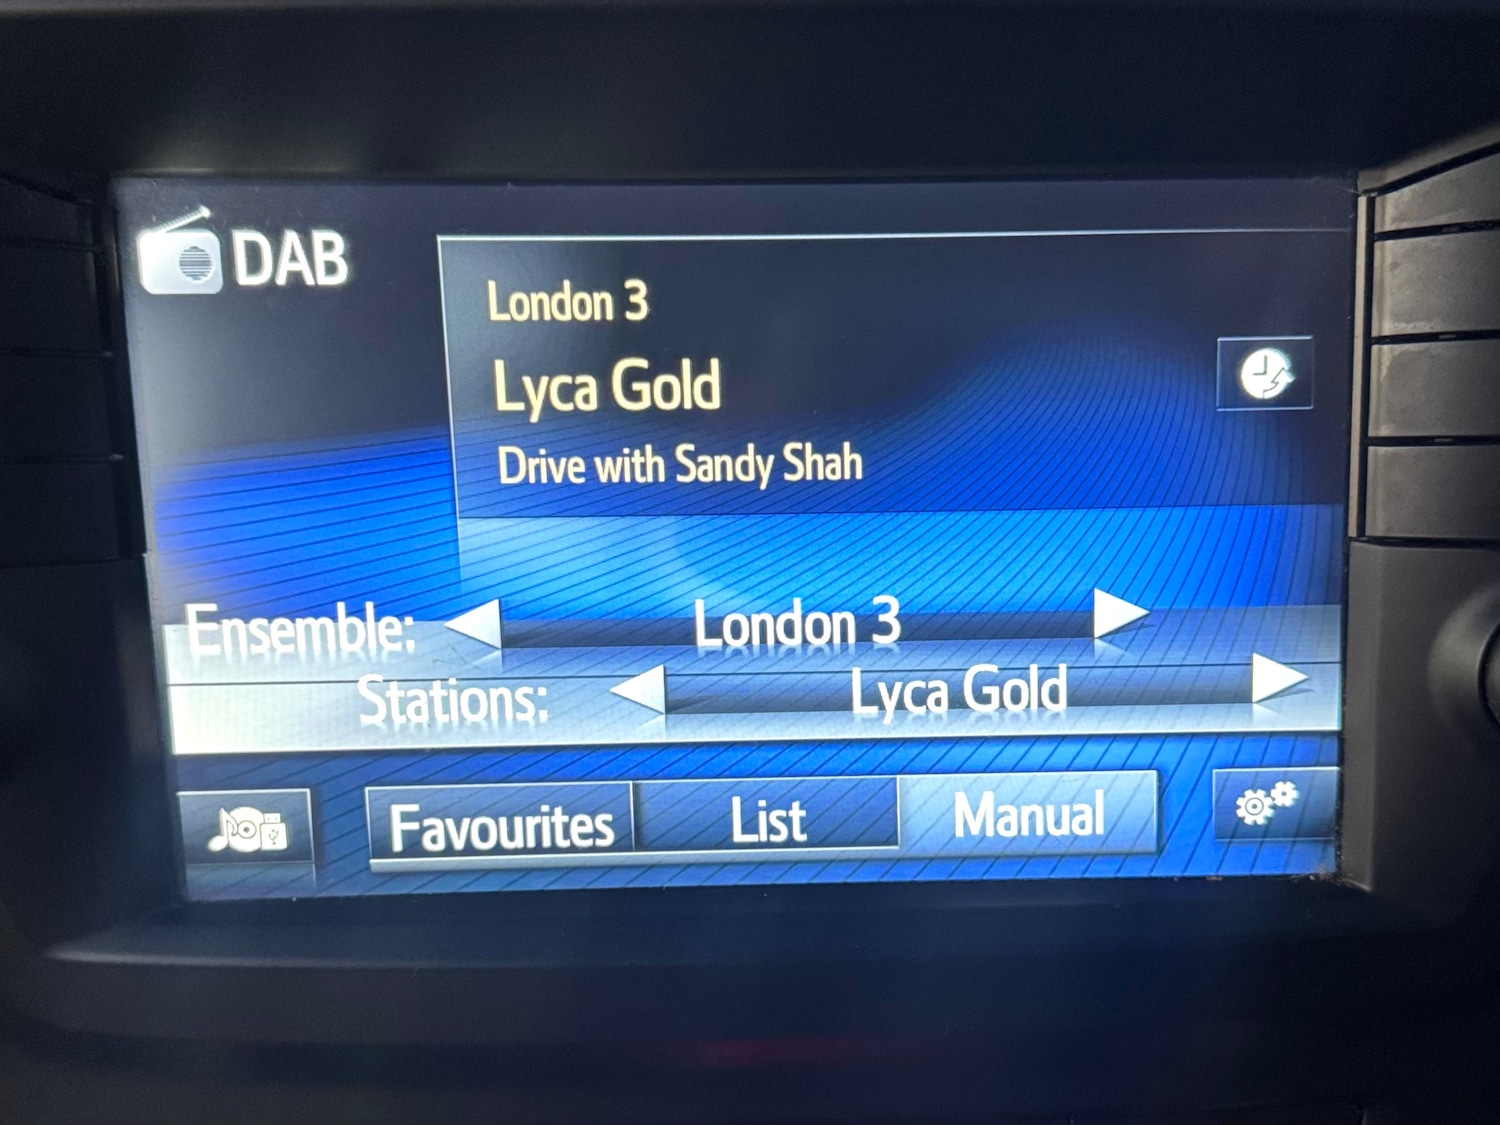 DAB
London 3
Lyca Gold
Drive with Sandy Shah
Ensemble: London 3
Stations: Lyca Gold
Favourites List Manual